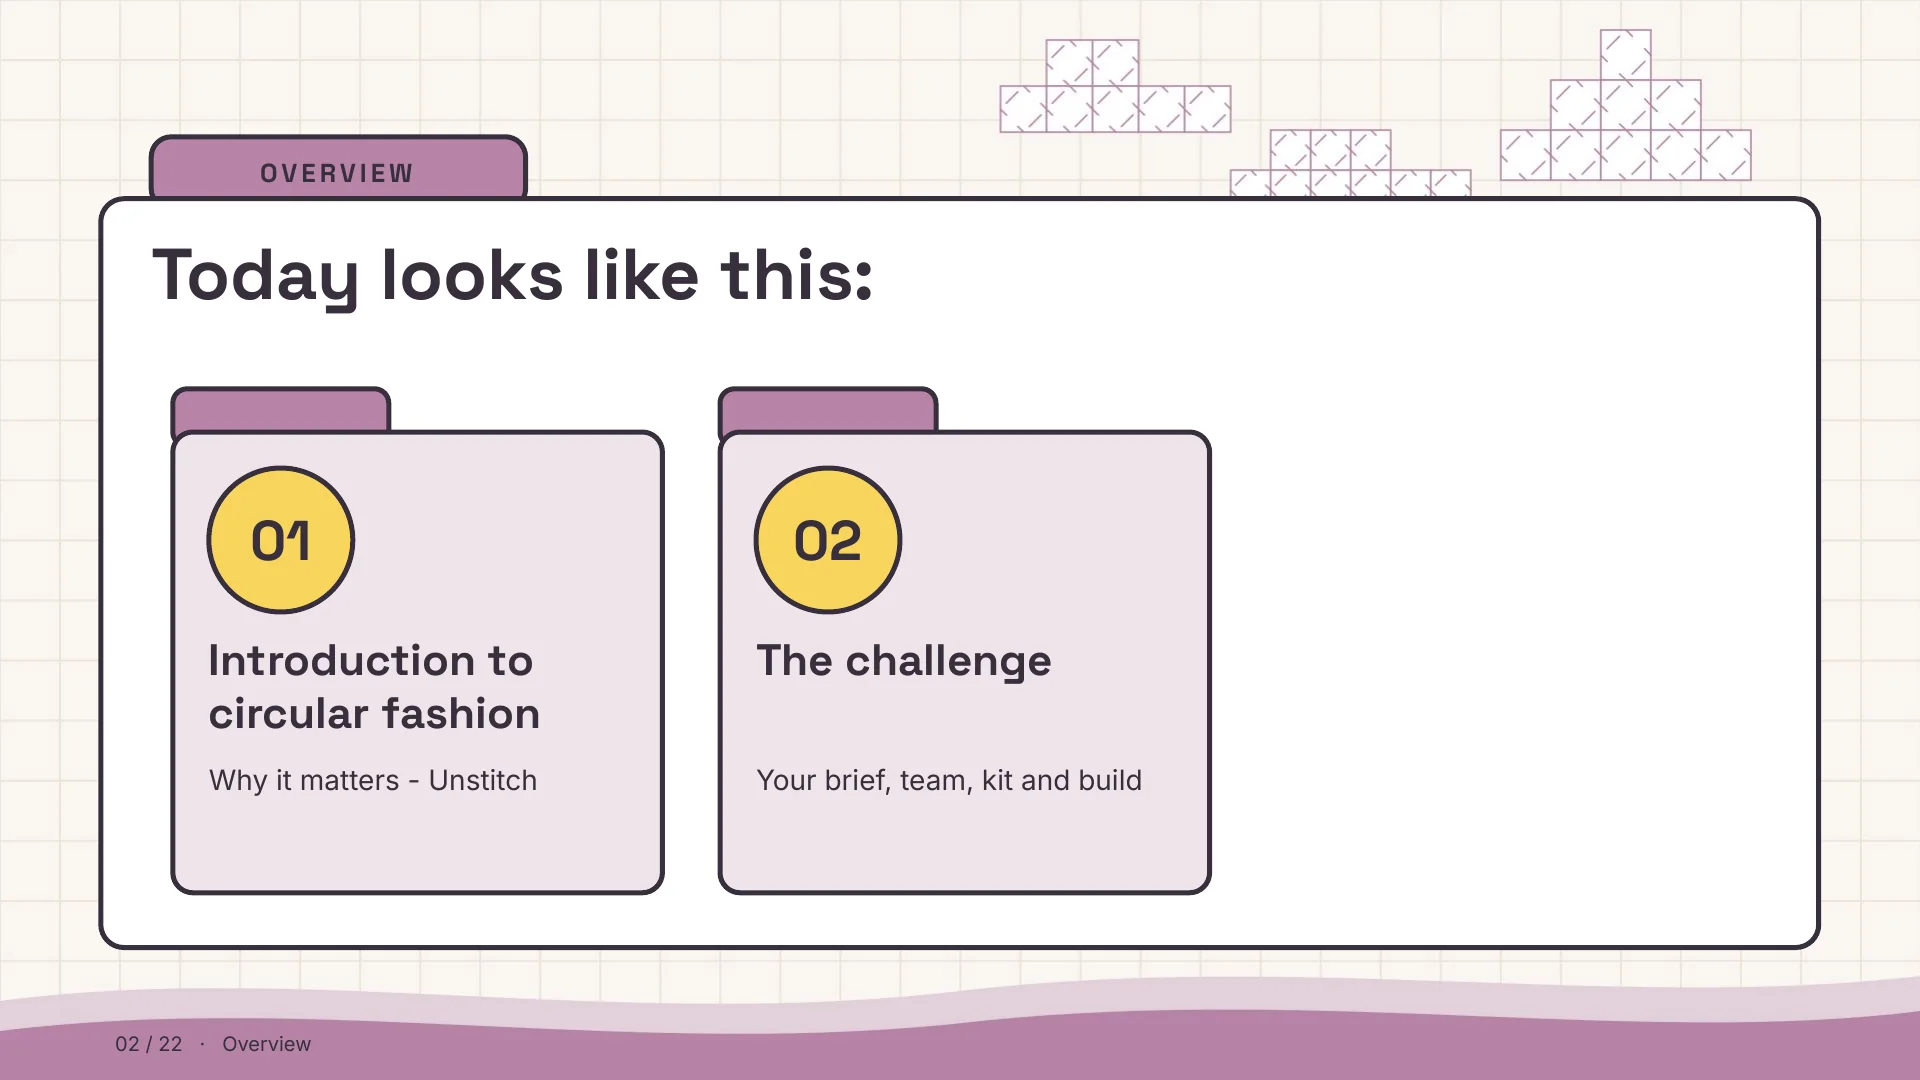 OVERVIEW
Today looks like this:
01
Introduction to
circular fashion
Why it matters - Unstitch
02
The challenge
Your brief, team, kit and build
02 / 22 · Overview